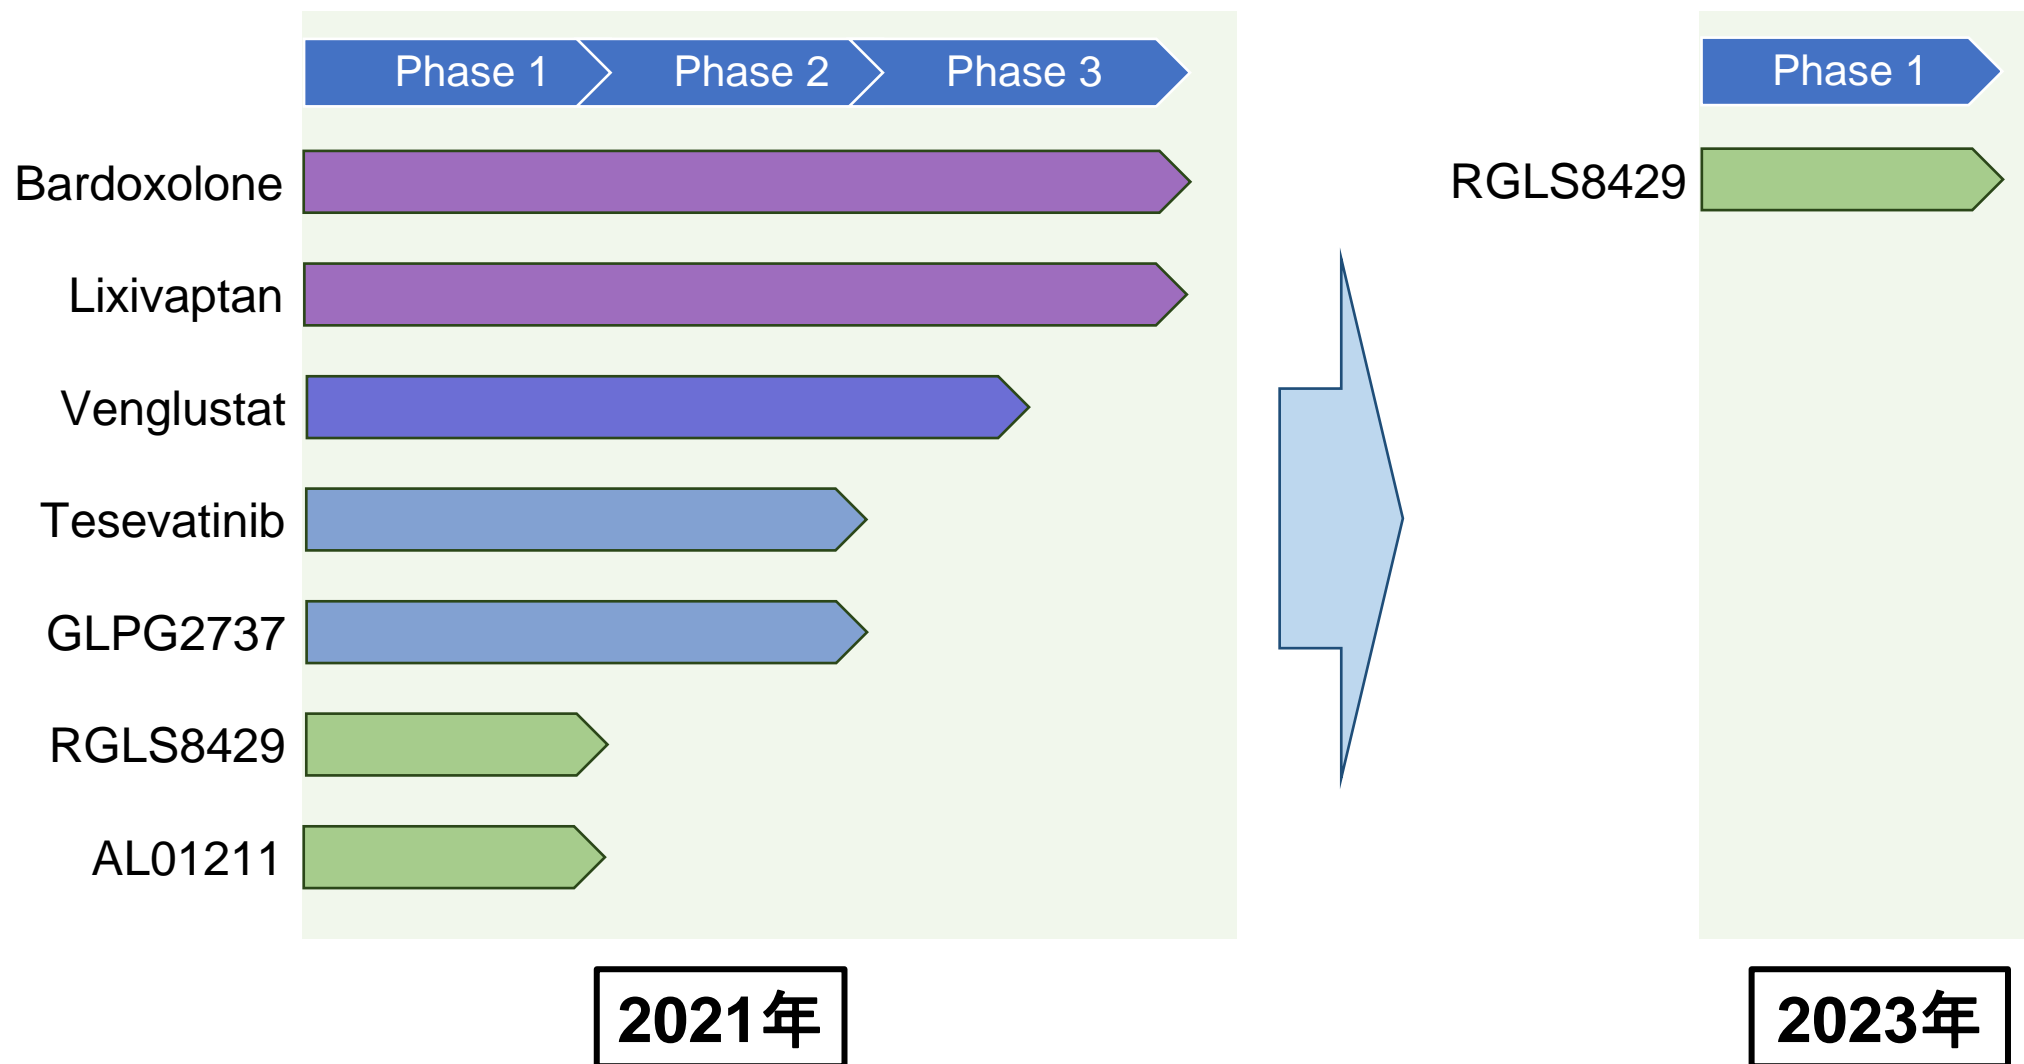 Phase 1 Phase 2 Phase 3
Bardoxolone
Lixivaptan
Venglustat
Tesevatinib
GLPG2737
RGLS8429
AL01211
2021年
Phase 1
RGLS8429
2023年